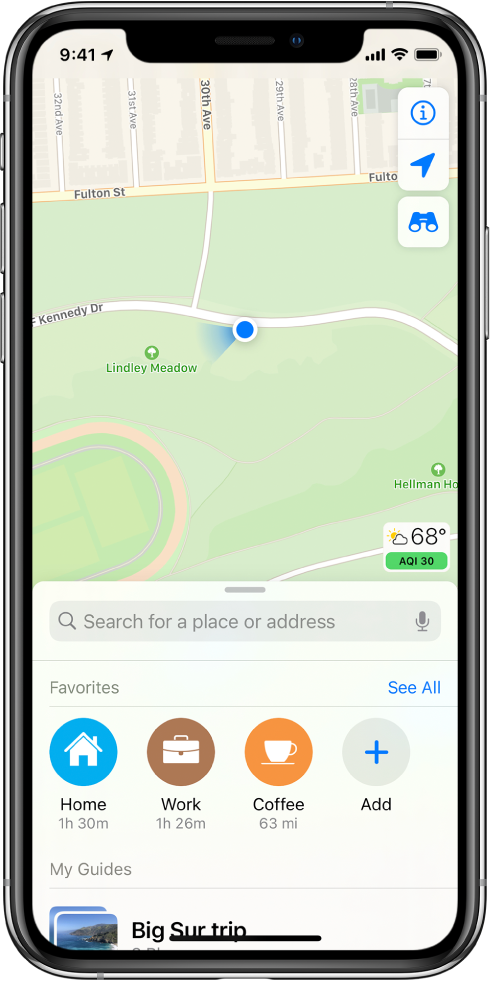 9:41
32nd Ave
31st Ave
30th Ave
29th Ave
28th Ave
Fulton St
Fulto
F Kennedy Dr
Lindley Meadow
Hellman Ho
68°
AQI 30
Search for a place or address
Favorites
See All
Home
Work
Coffee
Add
1h 30m
1h 26m
63 mi
My Guides
Big Sur trip